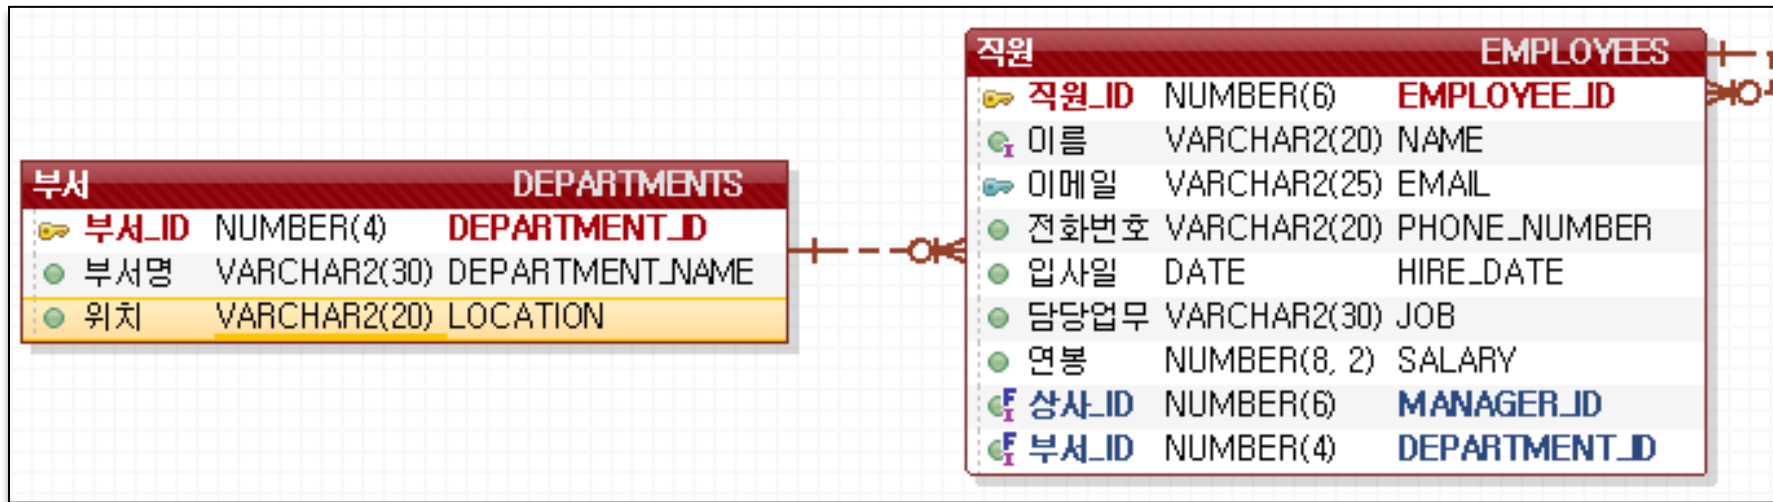 부서 DEPARTMENTS
부서_ID NUMBER(4) DEPARTMENT_ID
부서명 VARCHAR2(30) DEPARTMENT_NAME
위치 VARCHAR2(20) LOCATION
직원 EMPLOYEES
직원_ID NUMBER(6) EMPLOYEE_ID
이름 VARCHAR2(20) NAME
이메일 VARCHAR2(25) EMAIL
전화번호 VARCHAR2(20) PHONE_NUMBER
입사일 DATE HIRE_DATE
담당업무 VARCHAR2(30) JOB
연봉 NUMBER(8, 2) SALARY
상사_ID NUMBER(6) MANAGER_ID
부서_ID NUMBER(4) DEPARTMENT_ID